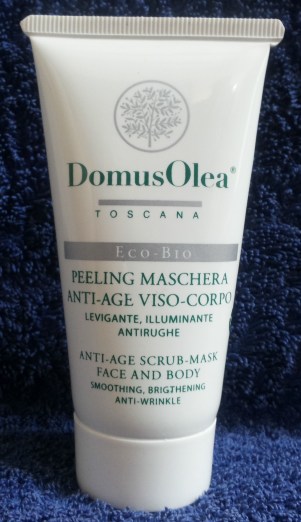 DomusOlea®
TOSCANA
Eco-Bio
PEELING MASCHERA
ANTI-AGE VISO-CORPO
LEVIGANTE, ILLUMINANTE
ANTIRUGHE
ANTI-AGE SCRUB-MASK
FACE AND BODY
SMOOTHING, BRIGTHENING
ANTI-WRINKLE